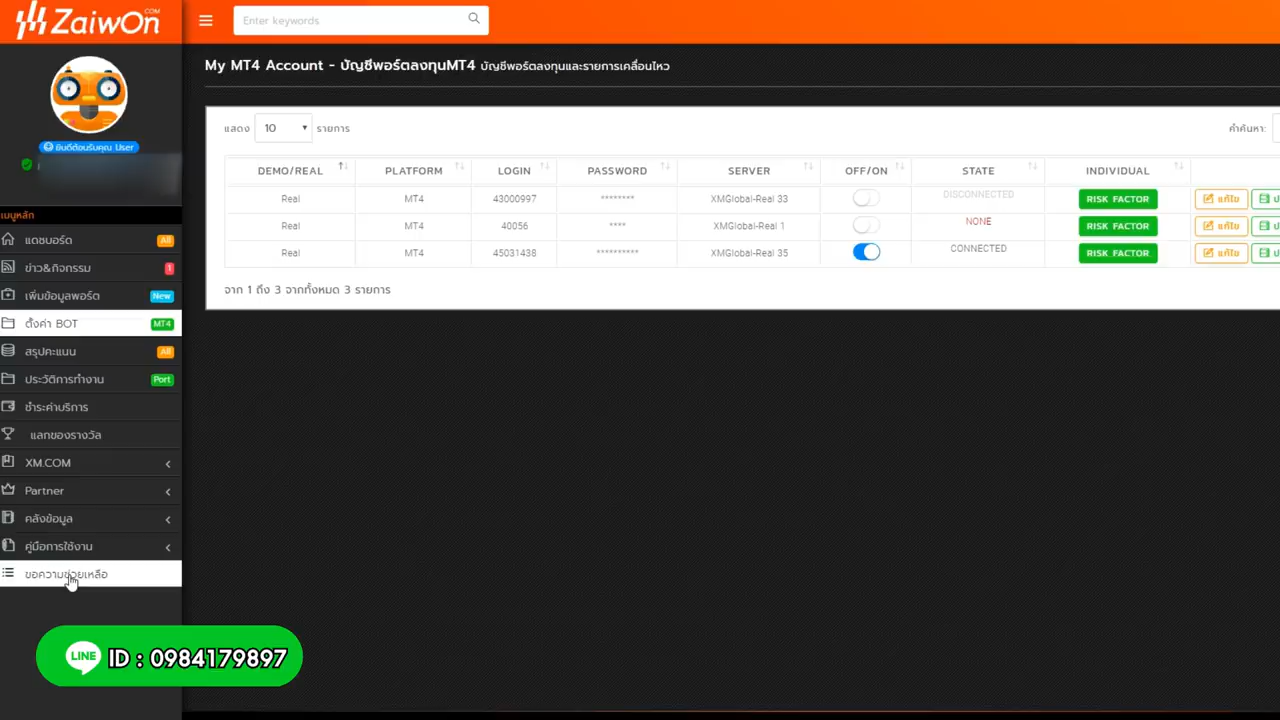 ZaiwOn
.COM
Enter keywords
ยินดีต้อนรับคุณ User
เมนูหลัก
แดชบอร์ด All
ข่าว&กิจกรรม 1
เพิ่มข้อมูลพอร์ต New
ตั้งค่า BOT MT4
สรุปคะแนน All
ประวัติการทำงาน Port
ชำระค่าบริการ
แลกของรางวัล
XM.COM
Partner
คลังข้อมูล
คู่มือการใช้งาน
ขอความช่วยเหลือ
My MT4 Account - บัญชีพอร์ตลงทุนMT4 บัญชีพอร์ตลงทุนและรายการเคลื่อนไหว
แสดง 10 รายการ
คำค้นหา:
DEMO/REAL PLATFORM LOGIN PASSWORD SERVER OFF/ON STATE INDIVIDUAL
Real MT4 43000997 ******** XMGlobal-Real 33 DISCONNECTED RISK FACTOR แก้ไข
Real MT4 40056 **** XMGlobal-Real 1 NONE RISK FACTOR แก้ไข
Real MT4 45031438 ********** XMGlobal-Real 35 CONNECTED RISK FACTOR แก้ไข
จาก 1 ถึง 3 จากทั้งหมด 3 รายการ
LINE ID : 0984179897